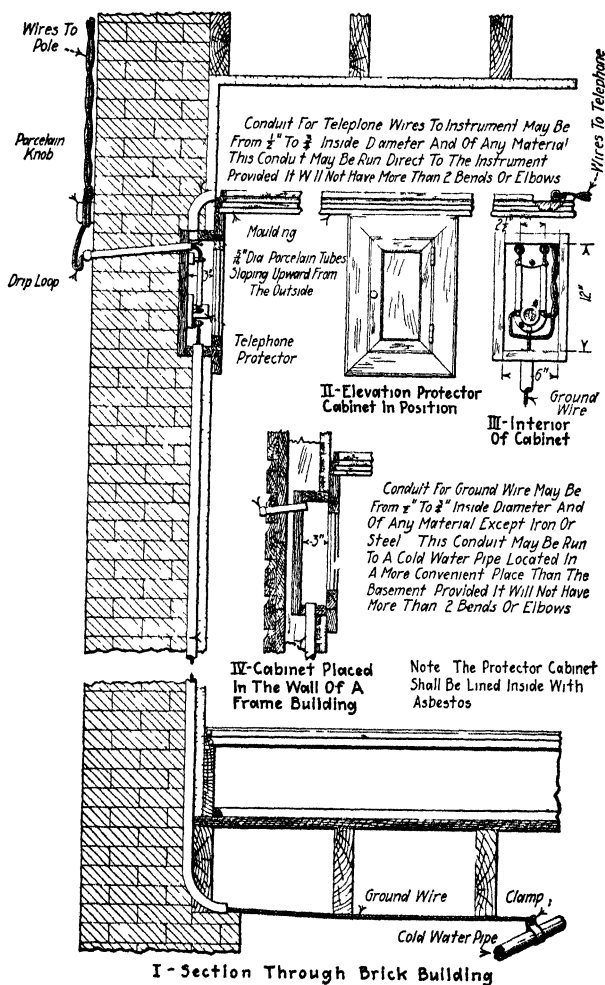 Wires To
Pole
Wires To Telephone
Parcelain
Knob
Conduit For Teleplone Wires To Instrument May Be
From ½" To ¾ Inside D ameter And Of Any Material
This Condu t May Be Run Direct To The Instrument
Provided It W ll Not Have More Than 2 Bends Or Elbows
Drip Loop
Moulding
Dia Porcelain Tubes
Sloping Upward From
The Outside
Telephone
Protector
12"
6"
Ground
Wire
II-Elevation Protector
Cabinet In Position
III-Interior
Of Cabinet
3"
Conduit For Ground Wire May Be
From ½" To ¾" Inside Diameter And
Of Any Material Except Iron Or
Steel This Conduit May Be Run
To A Cold Water Pipe Located In
A More Convenient Place Than The
Basement Provided It Will Not Have
More Than 2 Bends Or Elbows
IV-Cabinet Placed
In The Wall Of A
Frame Building
Note The Protector Cabinet
Shall Be Lined Inside With
Asbestos
Ground Wire
Clamp
Cold Water Pipe
I-Section Through Brick Building